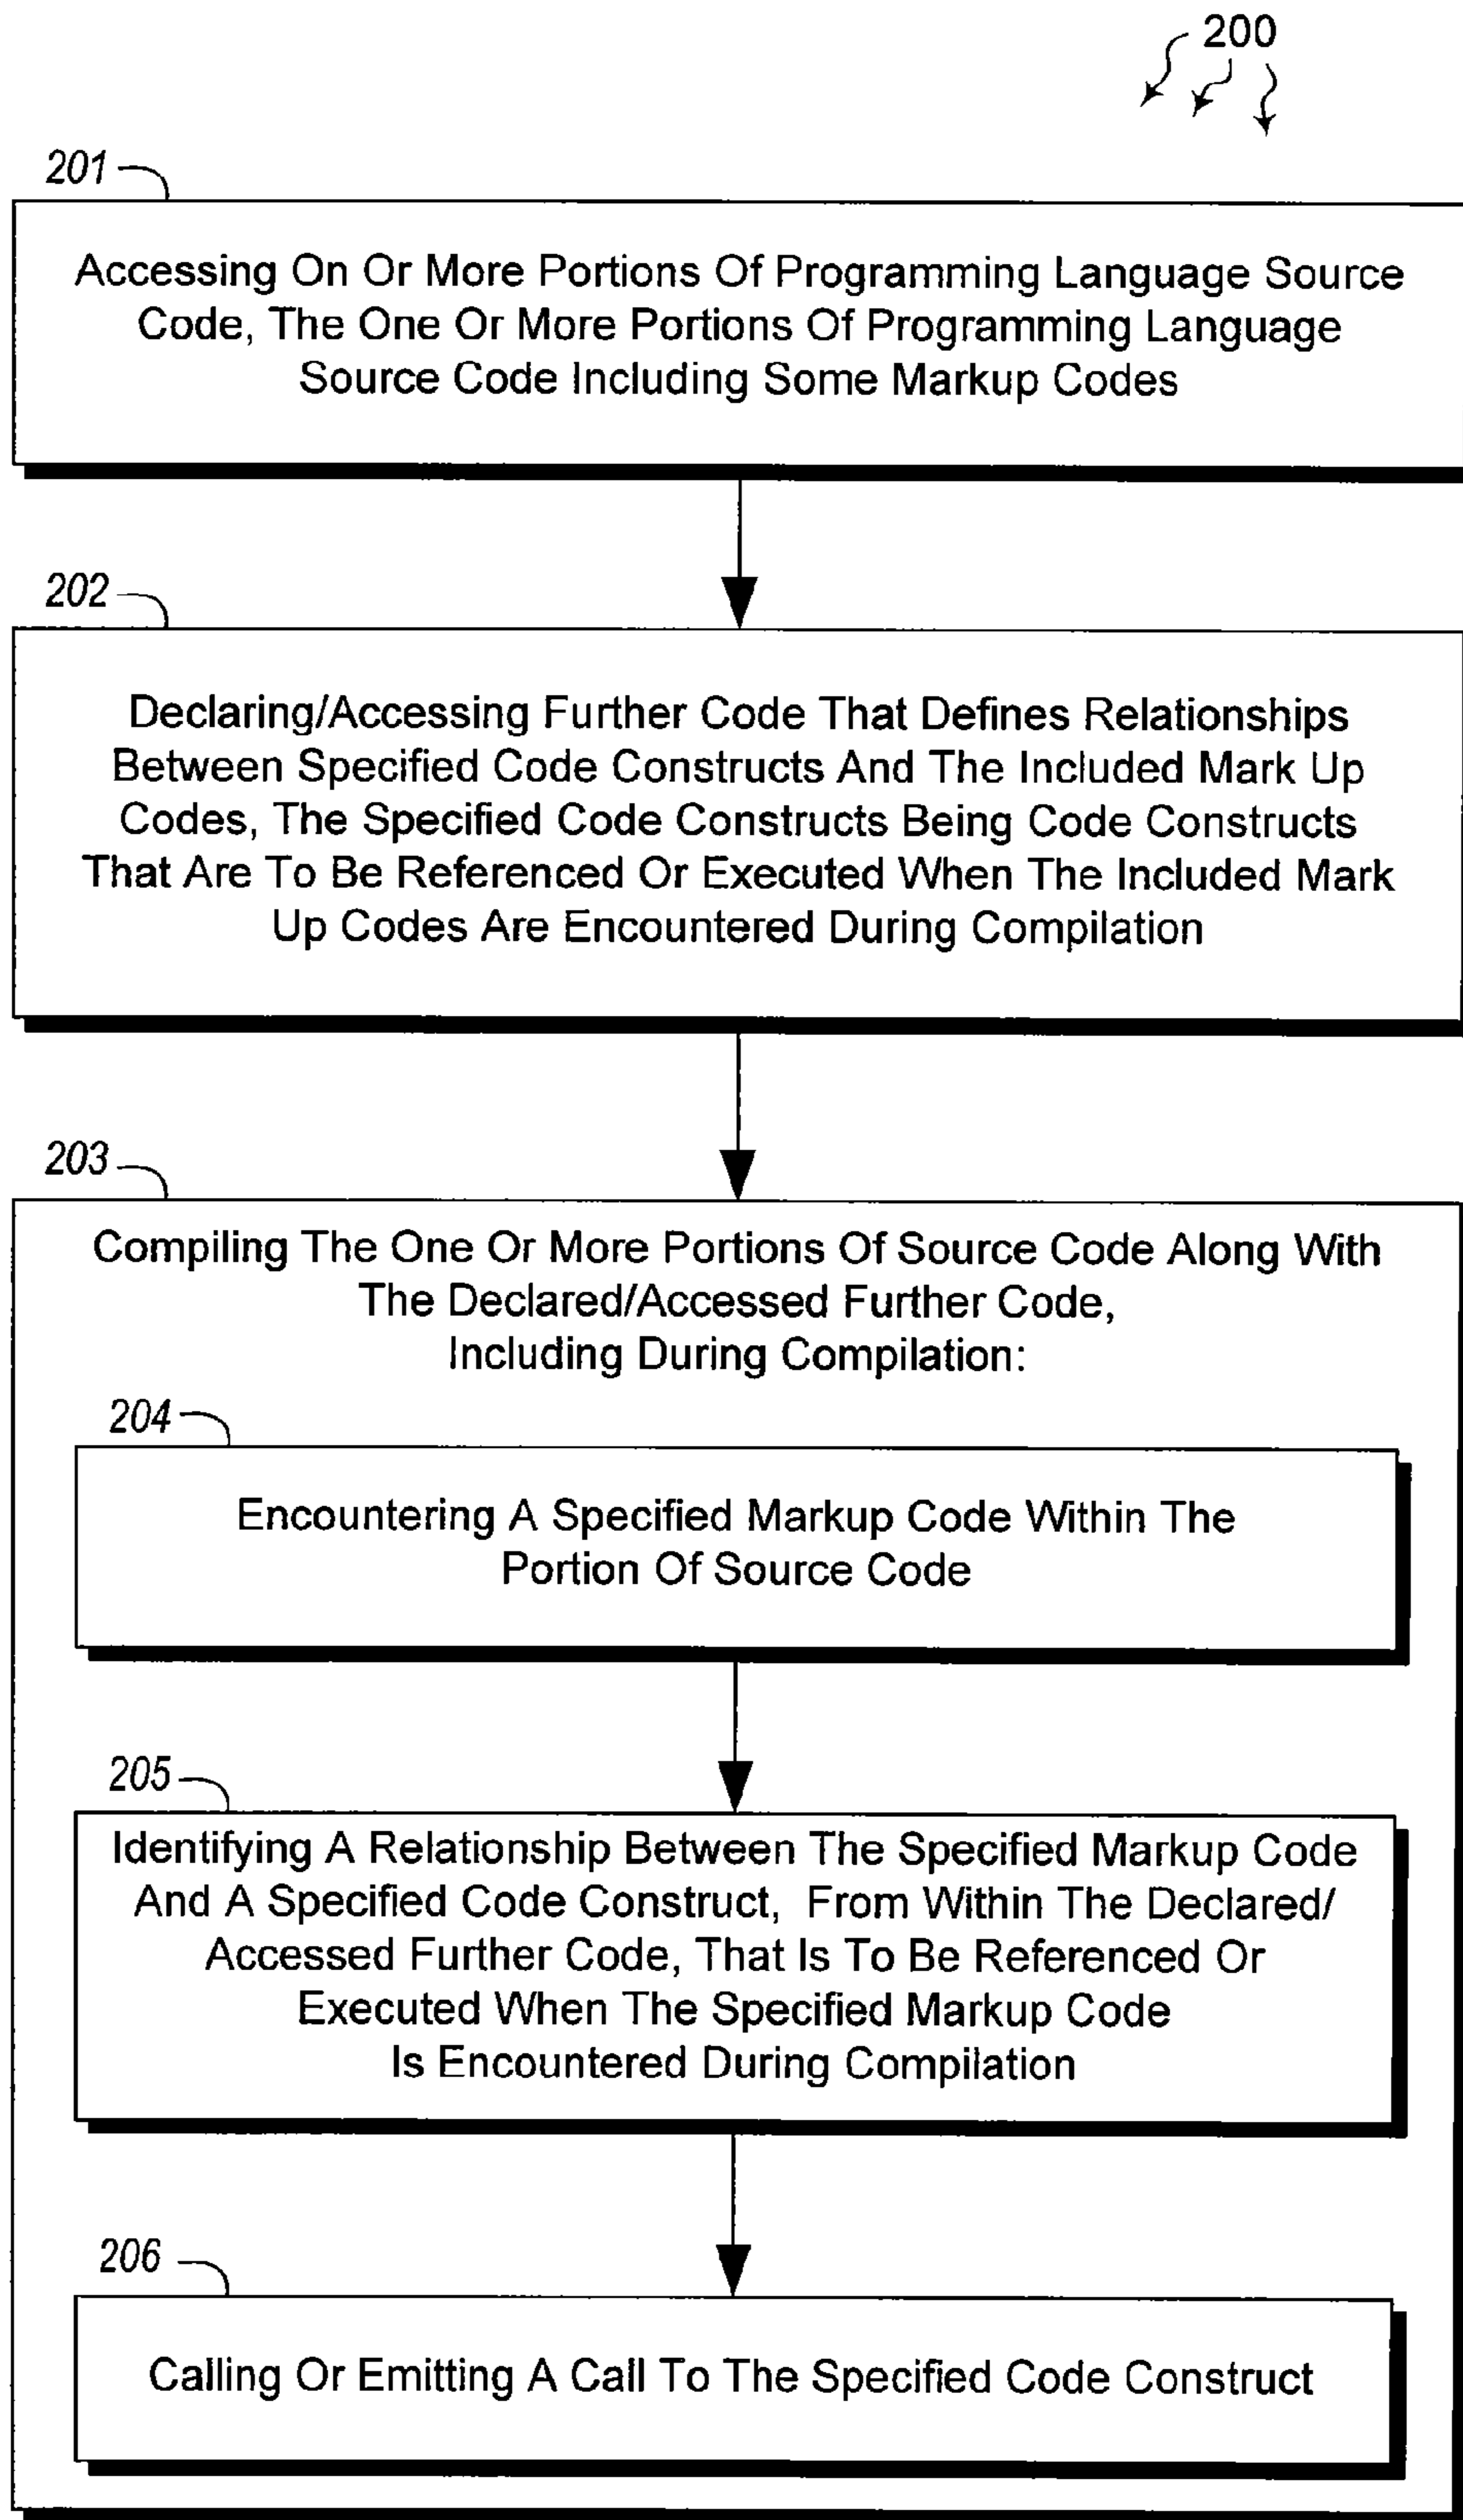 200
201
Accessing On Or More Portions Of Programming Language Source
Code, The One Or More Portions Of Programming Language
Source Code Including Some Markup Codes
202
Declaring/Accessing Further Code That Defines Relationships
Between Specified Code Constructs And The Included Mark Up
Codes, The Specified Code Constructs Being Code Constructs
That Are To Be Referenced Or Executed When The Included Mark
Up Codes Are Encountered During Compilation
203
Compiling The One Or More Portions Of Source Code Along With
The Declared/Accessed Further Code,
Including During Compilation:
204
Encountering A Specified Markup Code Within The
Portion Of Source Code
205
Identifying A Relationship Between The Specified Markup Code
And A Specified Code Construct, From Within The Declared/
Accessed Further Code, That Is To Be Referenced Or
Executed When The Specified Markup Code
Is Encountered During Compilation
206
Calling Or Emitting A Call To The Specified Code Construct